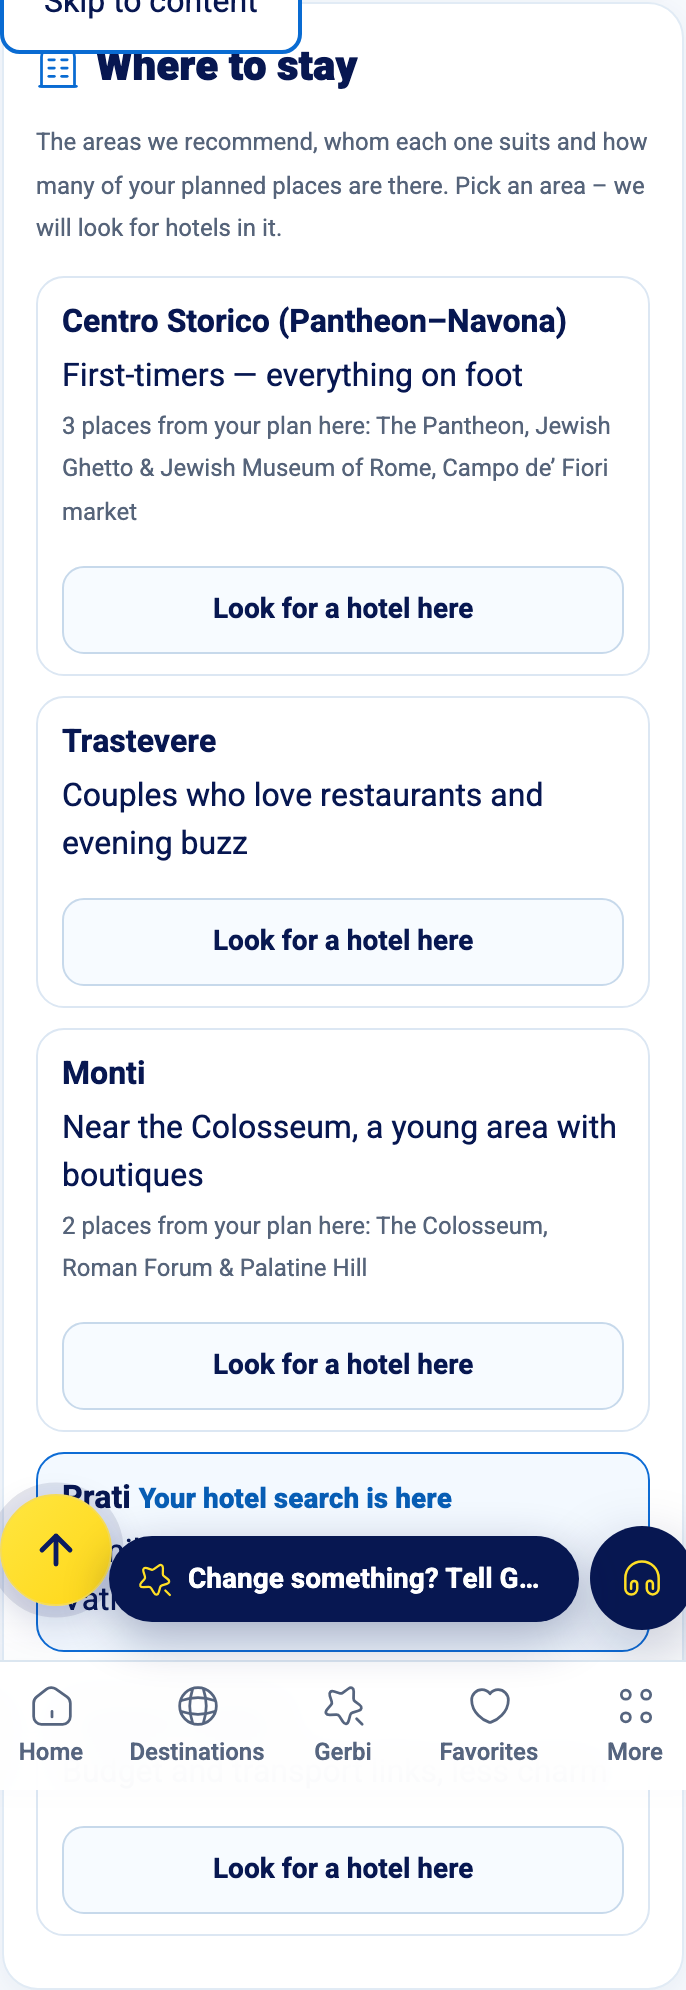 Skip to content
Where to stay
The areas we recommend, whom each one suits and how
many of your planned places are there. Pick an area – we
will look for hotels in it.
Centro Storico (Pantheon–Navona)
First-timers — everything on foot
3 places from your plan here: The Pantheon, Jewish
Ghetto & Jewish Museum of Rome, Campo de’ Fiori
market
Look for a hotel here
Trastevere
Couples who love restaurants and
evening buzz
Look for a hotel here
Monti
Near the Colosseum, a young area with
boutiques
2 places from your plan here: The Colosseum,
Roman Forum & Palatine Hill
Look for a hotel here
Prati Your hotel search is here
Change something? Tell G...
Home Destinations Gerbi Favorites More
Budget and transport links, less charm
Look for a hotel here